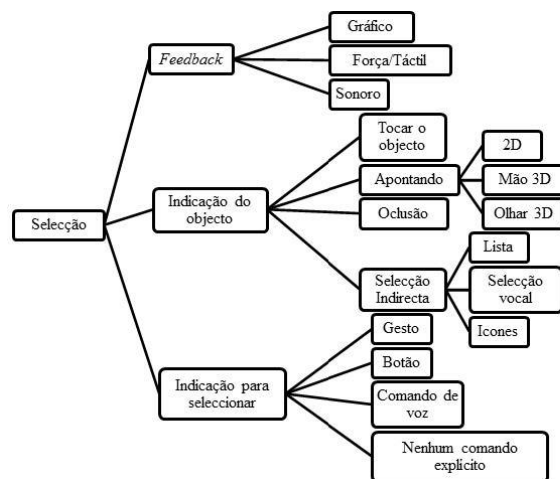 Gráfico
Feedback
Força/Táctil
Sonoro
Tocar o
objecto
2D
Indicação do
objecto
Apontando
Mão 3D
Selecção
Oclusão
Olhar 3D
Lista
Selecção
Indirecta
Selecção
vocal
Icones
Gesto
Indicação para
seleccionar
Botão
Comando de
voz
Nenhum comando
explícito